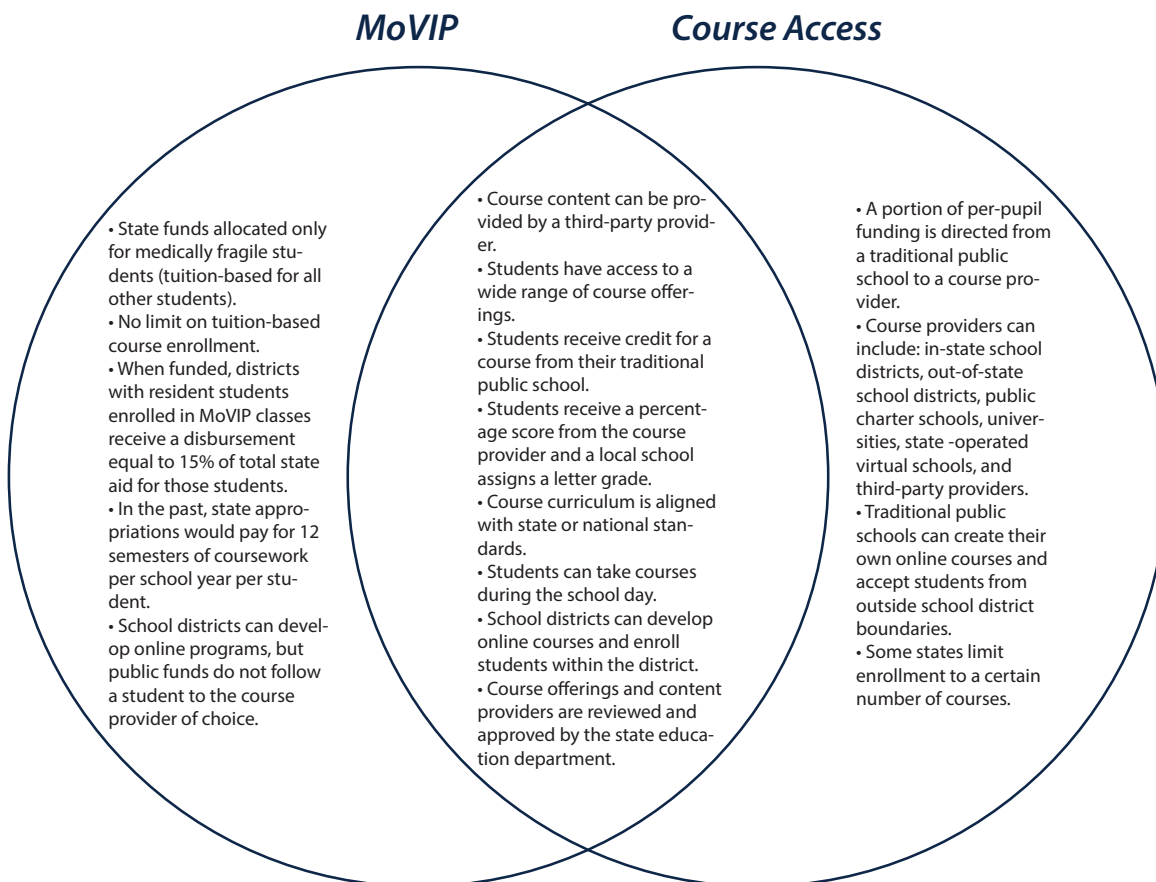 MoVIP
Course Access
• State funds allocated only
for medically fragile stu-
dents (tuition-based for all
other students).
• No limit on tuition-based
course enrollment.
• When funded, districts
with resident students
enrolled in MoVIP classes
receive a disbursement
equal to 15% of total state
aid for those students.
• In the past, state appro-
priations would pay for 12
semesters of coursework
per school year per stu-
dent.
• School districts can devel-
op online programs, but
public funds do not follow
a student to the course
provider of choice.
• Course content can be pro-
vided by a third-party provid-
er.
• Students have access to a
wide range of course offer-
ings.
• Students receive credit for a
course from their traditional
public school.
• Students receive a percent-
age score from the course
provider and a local school
assigns a letter grade.
• Course curriculum is aligned
with state or national stan-
dards.
• Students can take courses
during the school day.
• School districts can develop
online courses and enroll
students within the district.
• Course offerings and content
providers are reviewed and
approved by the state educa-
tion department.
• A portion of per-pupil
funding is directed from
a traditional public
school to a course pro-
vider.
• Course providers can
include: in-state school
districts, out-of-state
school districts, public
charter schools, univer-
sities, state -operated
virtual schools, and
third-party providers.
• Traditional public
schools can create their
own online courses and
accept students from
outside school district
boundaries.
• Some states limit
enrollment to a certain
number of courses.